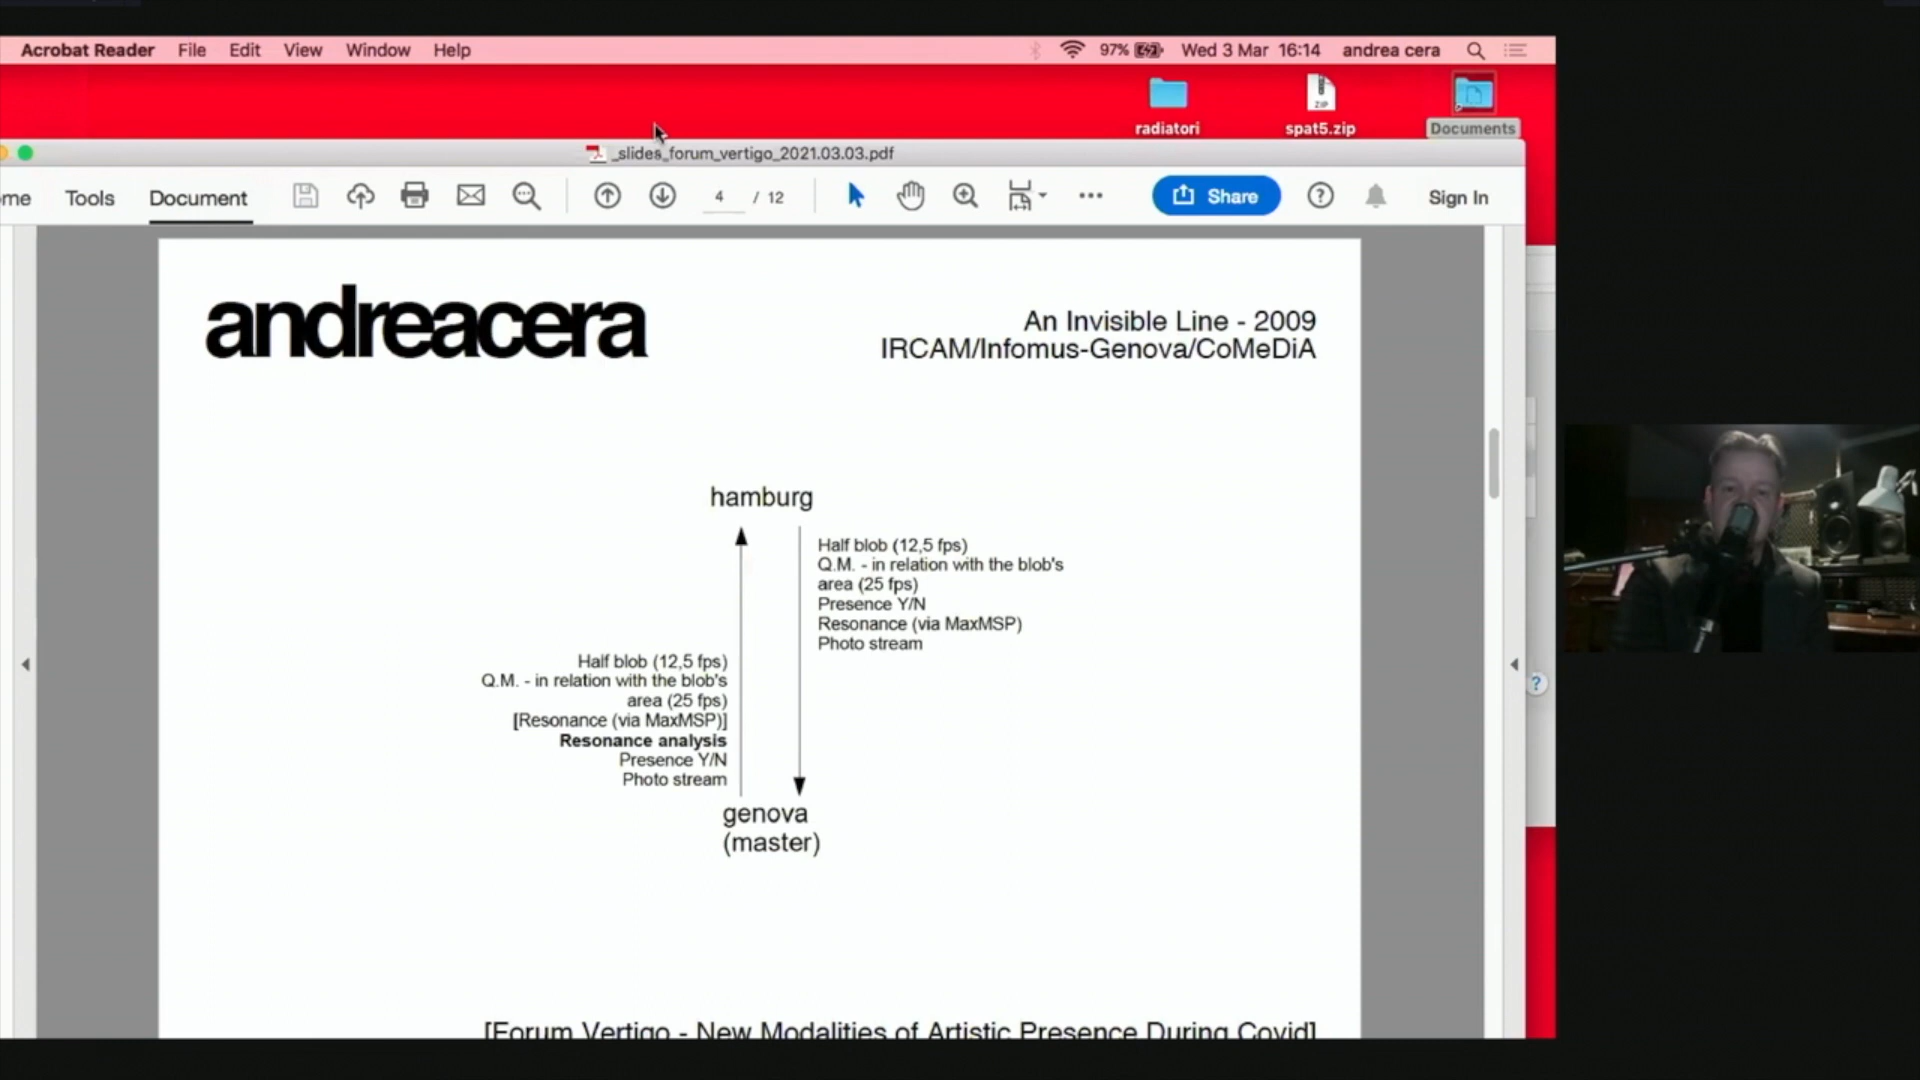 Acrobat Reader File Edit View Window Help 97% Wed 3 Mar 16:14 andrea cera
radiatori
ZIP
spat5.zip
Documents
_slides_forum_vertigo_2021.03.03.pdf
me Tools Document 4 / 12 Share Sign In
andreacera
An Invisible Line - 2009
IRCAM/Infomus-Genova/CoMeDiA
hamburg
Half blob (12,5 fps)
Q.M. - in relation with the blob's
area (25 fps)
Presence Y/N
Resonance (via MaxMSP)
Photo stream
Half blob (12,5 fps)
Q.M. - in relation with the blob's
area (25 fps)
[Resonance (via MaxMSP)]
Resonance analysis
Presence Y/N
Photo stream
genova
(master)
[Forum Vertigo - New Modalities of Artistic Presence During Covid]